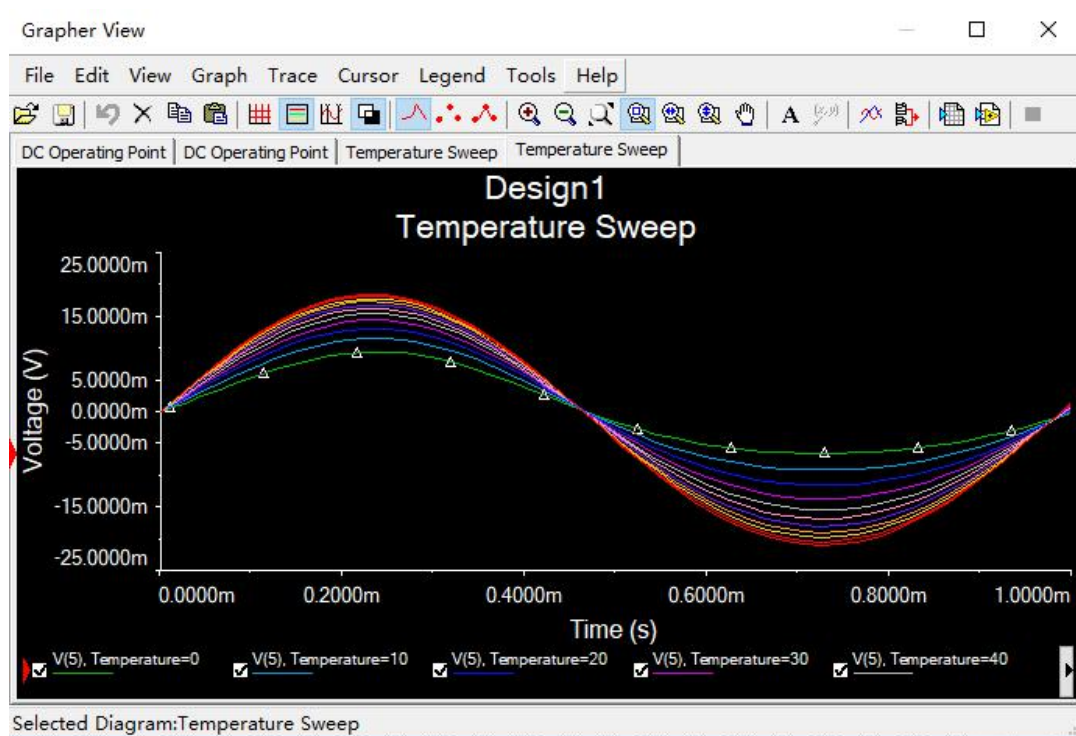 Grapher View
File Edit View Graph Trace Cursor Legend Tools Help
A (x,y)
DC Operating Point DC Operating Point Temperature Sweep Temperature Sweep
Design1
Temperature Sweep
25.0000m
15.0000m
5.0000m
0.0000m
-5.0000m
-15.0000m
-25.0000m
Voltage (V)
0.0000m 0.2000m 0.4000m 0.6000m 0.8000m 1.0000m
Time (s)
V(5), Temperature=0 V(5), Temperature=10 V(5), Temperature=20 V(5), Temperature=30 V(5), Temperature=40
Selected Diagram:Temperature Sweep